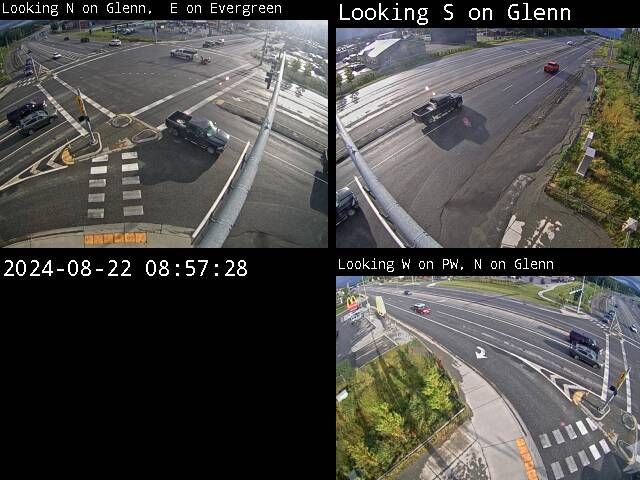 Looking N on Glenn,  E on Evergreen
Looking S on Glenn
2024-08-22 08:57:28
Looking W on PW, N on Glenn